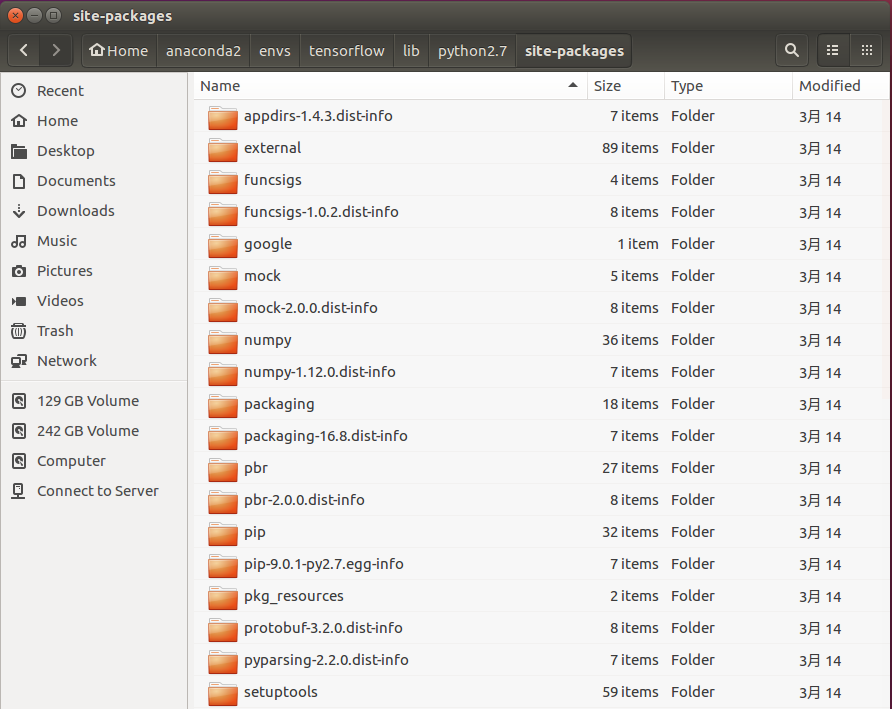 site-packages
Home anaconda2 envs tensorflow lib python2.7 site-packages
Recent
Home
Desktop
Documents
Downloads
Music
Pictures
Videos
Trash
Network
129 GB Volume
242 GB Volume
Computer
Connect to Server
Name Size Type Modified
appdirs-1.4.3.dist-info 7 items Folder 3月 14
external 89 items Folder 3月 14
funcsigs 4 items Folder 3月 14
funcsigs-1.0.2.dist-info 8 items Folder 3月 14
google 1 item Folder 3月 14
mock 5 items Folder 3月 14
mock-2.0.0.dist-info 8 items Folder 3月 14
numpy 36 items Folder 3月 14
numpy-1.12.0.dist-info 7 items Folder 3月 14
packaging 18 items Folder 3月 14
packaging-16.8.dist-info 7 items Folder 3月 14
pbr 27 items Folder 3月 14
pbr-2.0.0.dist-info 8 items Folder 3月 14
pip 32 items Folder 3月 14
pip-9.0.1-py2.7.egg-info 7 items Folder 3月 14
pkg_resources 2 items Folder 3月 14
protobuf-3.2.0.dist-info 8 items Folder 3月 14
pyparsing-2.2.0.dist-info 7 items Folder 3月 14
setuptools 59 items Folder 3月 14